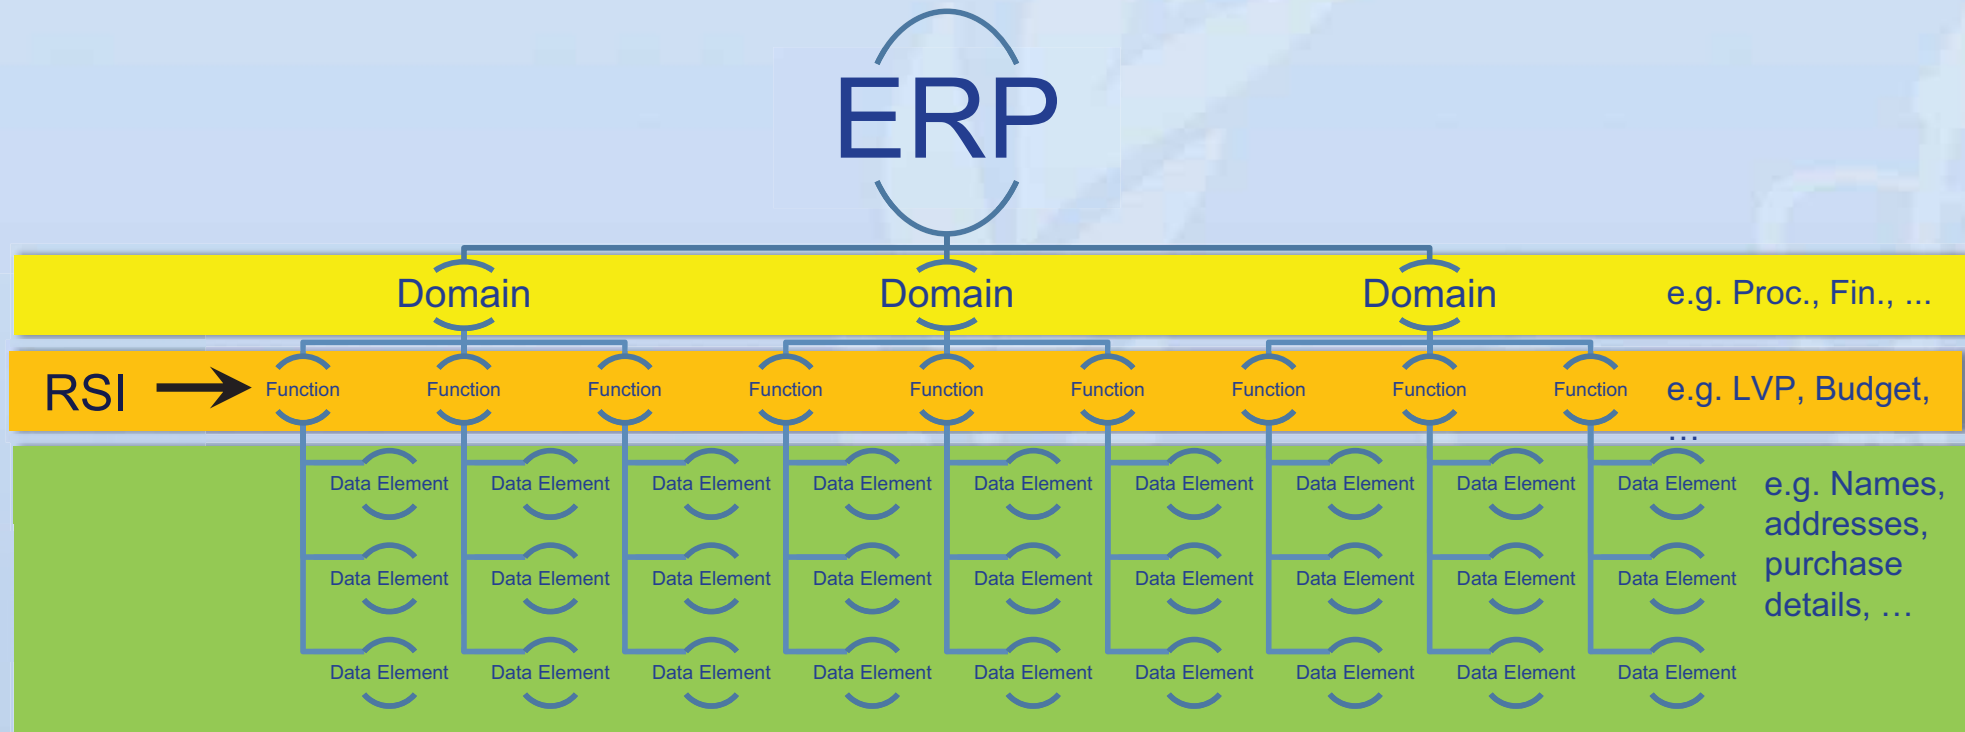 ERP
Domain Domain Domain e.g. Proc., Fin., ...
RSI Function Function Function Function Function Function Function Function Function e.g. LVP, Budget,
…
Data Element Data Element Data Element Data Element Data Element Data Element Data Element Data Element Data Element
Data Element Data Element Data Element Data Element Data Element Data Element Data Element Data Element Data Element
Data Element Data Element Data Element Data Element Data Element Data Element Data Element Data Element Data Element
e.g. Names,
addresses,
purchase
details, …